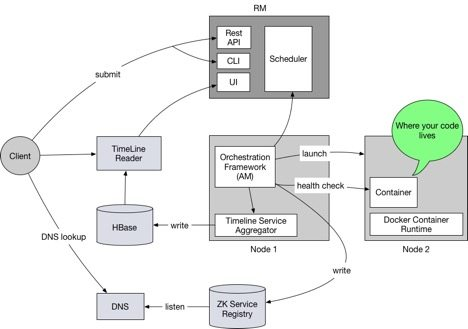 RM
Rest
API
CLI
UI
Scheduler
submit
Where your code
lives
Client
TimeLine
Reader
Orchestration
Framework
(AM)
launch
health check
Container
HBase
write
Timeline Service
Aggregator
Docker Container
Runtime
DNS lookup
Node 1
Node 2
write
DNS
listen
ZK Service
Registry